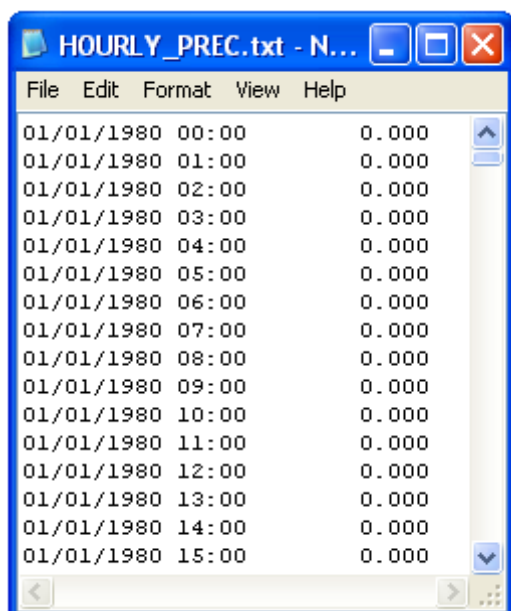 HOURLY_PREC.txt - N...
File Edit Format View Help
01/01/1980 00:00 0.000
01/01/1980 01:00 0.000
01/01/1980 02:00 0.000
01/01/1980 03:00 0.000
01/01/1980 04:00 0.000
01/01/1980 05:00 0.000
01/01/1980 06:00 0.000
01/01/1980 07:00 0.000
01/01/1980 08:00 0.000
01/01/1980 09:00 0.000
01/01/1980 10:00 0.000
01/01/1980 11:00 0.000
01/01/1980 12:00 0.000
01/01/1980 13:00 0.000
01/01/1980 14:00 0.000
01/01/1980 15:00 0.000